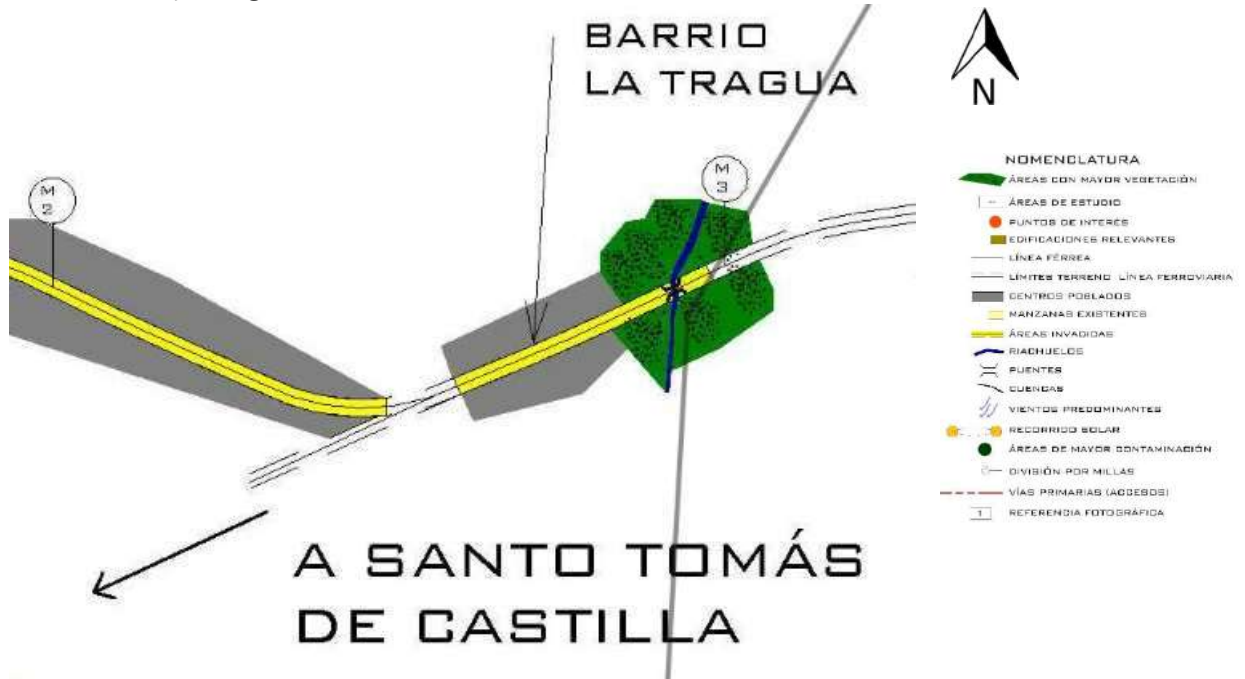 BARRIO
LA TRAGUA
N
M
2
M
3
A SANTO TOMÁS
DE CASTILLA
NOMENCLATURA
ÁREAS CON MAYOR VEGETACIÓN
ÁREAS DE ESTUDIO
PUNTOS DE INTERÉS
EDIFICACIONES RELEVANTES
LÍNEA FÉRREA
LÍMITES TERRENO LÍNEA FERROVIARIA
CENTROS POBLADOS
MANZANAS EXISTENTES
ÁREAS INVADIDAS
RIACHUELOS
PUENTES
CUENCAS
VIENTOS PREDOMINANTES
RECORRIDO SOLAR
ÁREAS DE MAYOR CONTAMINACIÓN
DIVISIÓN POR MILLAS
VÍAS PRIMARIAS (ACCESOS)
1 REFERENCIA FOTOGRÁFICA